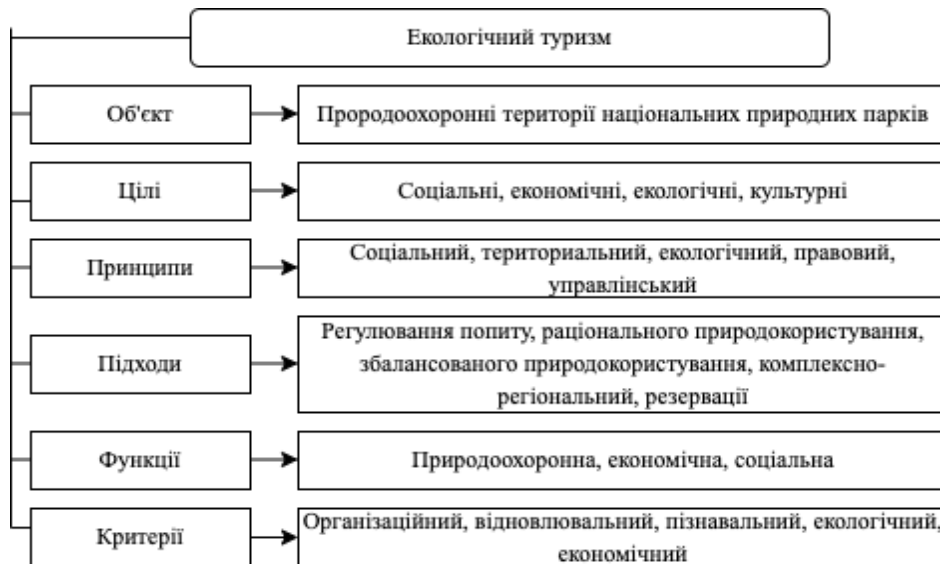 Екологічний туризм
Об'єкт
Прородоохоронні території національних природних парків
Цілі
Соціальні, економічні, екологічні, культурні
Принципи
Соціальний, териториальний, екологічний, правовий,
управлінський
Підходи
Регулювання попиту, раціонального природокористування,
збалансованого природокористування, комплексно-
регіональний, резервації
Функції
Природоохоронна, економічна, соціальна
Критерії
Організаційний, відновлювальний, пізнавальний, екологічний,
економічний